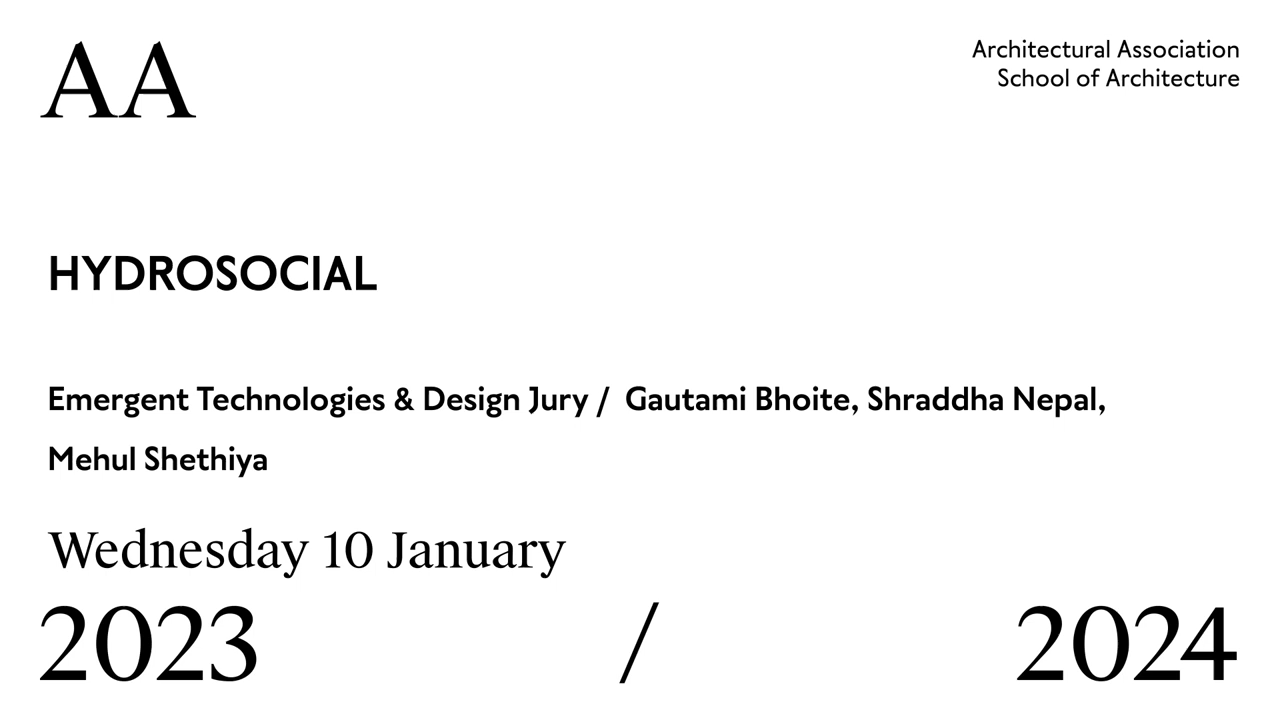 AA
Architectural Association
School of Architecture
HYDROSOCIAL
Emergent Technologies & Design Jury / Gautami Bhoite, Shraddha Nepal,
Mehul Shethiya
Wednesday 10 January
2023 / 2024